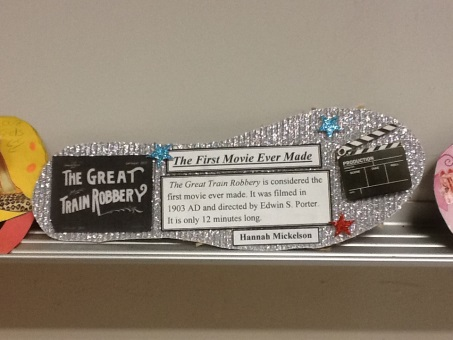 THE GREAT
TRAIN ROBBERY
The First Movie Ever Made
The Great Train Robbery is considered the
first movie ever made. It was filmed in
1903 AD and directed by Edwin S. Porter.
It is only 12 minutes long.
Hannah Mickelson
PRODUCTION